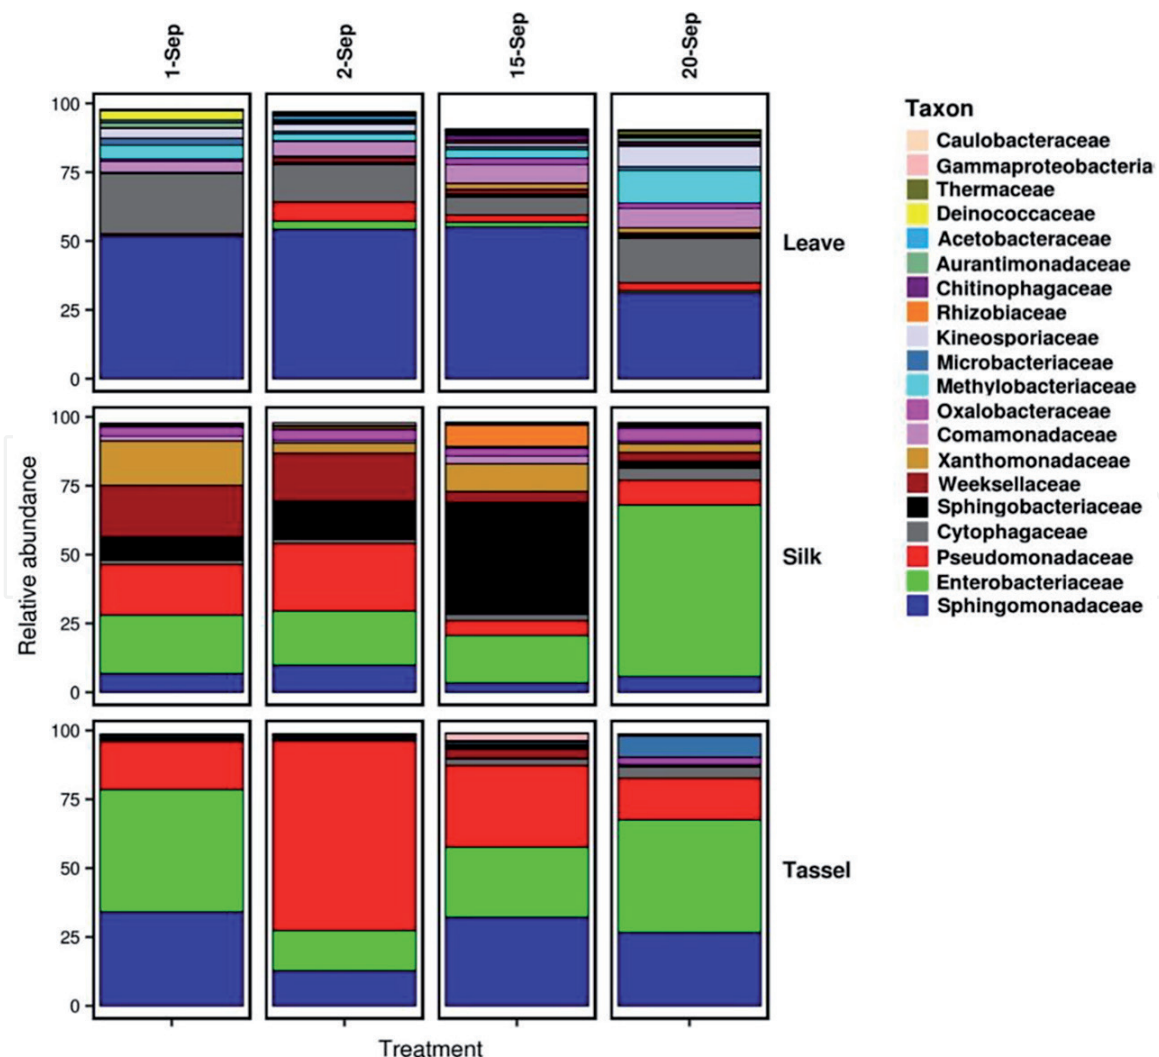 1-Sep
2-Sep
15-Sep
20-Sep
100
75
50
25
0
Leave
100
75
50
25
0
Silk
100
75
50
25
0
Tassel
Relative abundance
Treatment
Taxon
Caulobacteraceae
Gammaproteobacteria
Thermaceae
Deinococcaceae
Acetobacteraceae
Aurantimonadaceae
Chitinophagaceae
Rhizobiaceae
Kineosporiaceae
Microbacteriaceae
Methylobacteriaceae
Oxalobacteraceae
Comamonadaceae
Xanthomonadaceae
Weeksellaceae
Sphingobacteriaceae
Cytophagaceae
Pseudomonadaceae
Enterobacteriaceae
Sphingomonadaceae